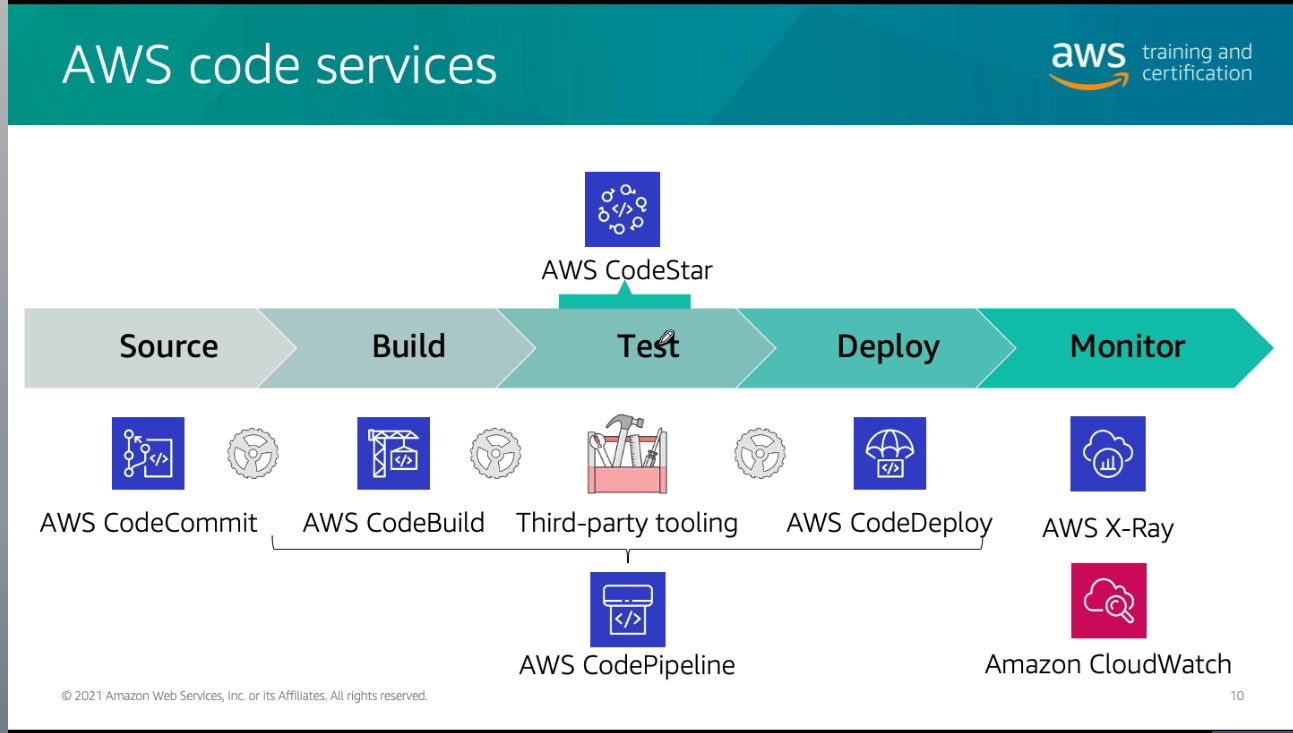 AWS code services
aws training and
certification
AWS CodeStar
Source Build Test Deploy Monitor
</> </> </>
AWS CodeCommit AWS CodeBuild Third-party tooling AWS CodeDeploy AWS X-Ray
</>
AWS CodePipeline Amazon CloudWatch
© 2021 Amazon Web Services, Inc. or its Affiliates. All rights reserved. 10